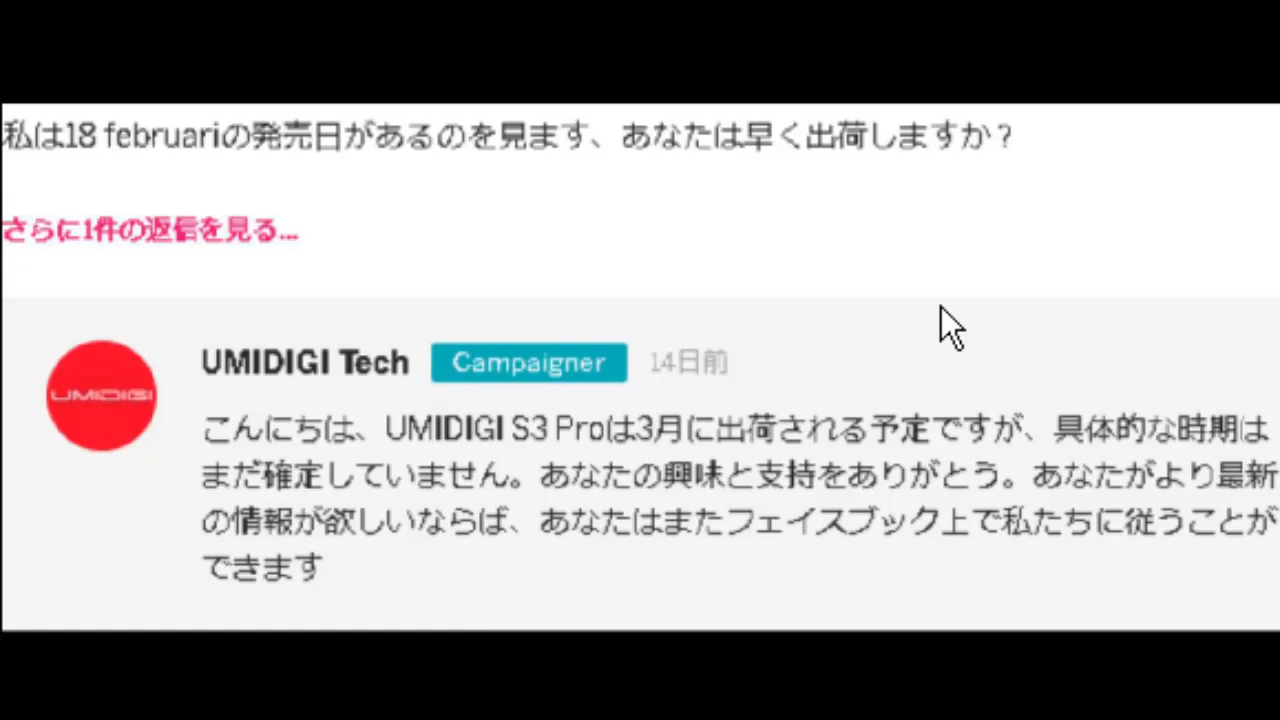 私は18 februariの発売日があるのを見ます、あなたは早く出荷しますか？
さらに1件の返信を見る...
UMIDIGI
UMIDIGI Tech Campaigner 14日前
こんにちは、UMIDIGI S3 Proは3月に出荷される予定ですが、具体的な時期は
まだ確定していません。あなたの興味と支持をありがとう。あなたがより最新
の情報が欲しいならば、あなたはまたフェイスブック上で私たちに従うことが
できます